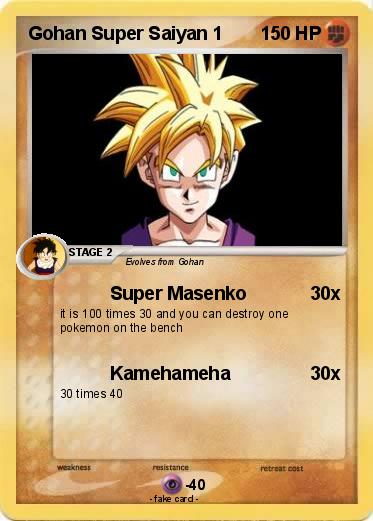 Gohan Super Saiyan 1 150 HP
STAGE 2
Evolves from Gohan
Super Masenko 30x
it is 100 times 30 and you can destroy one
pokemon on the bench
Kamehameha 30x
30 times 40
weakness resistance retreat cost
-40
- fake card -